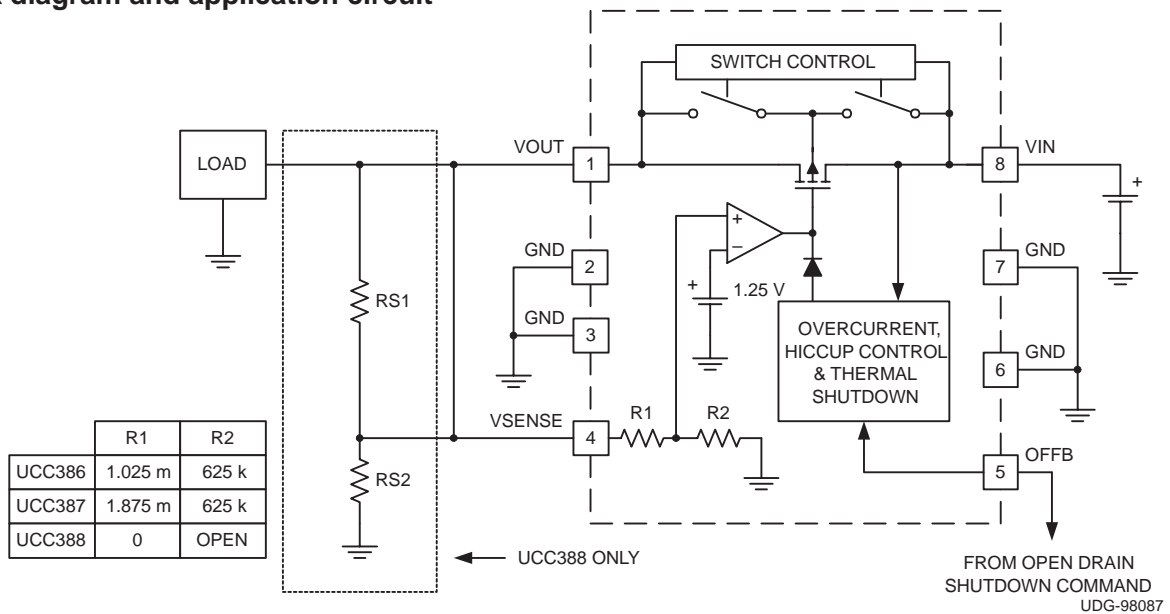 diagram and application circuit
SWITCH CONTROL
LOAD
VOUT
1
8
VIN
+
GND
2
+
−
7
GND
1.25 V
+
RS1
GND
3
OVERCURRENT,
HICCUP CONTROL
& THERMAL
SHUTDOWN
6
GND
VSENSE
4
R1
R2
5
OFFB
RS2
R1 R2
UCC386 1.025 m 625 k
UCC387 1.875 m 625 k
UCC388 0 OPEN
UCC388 ONLY
FROM OPEN DRAIN
SHUTDOWN COMMAND
UDG-98087